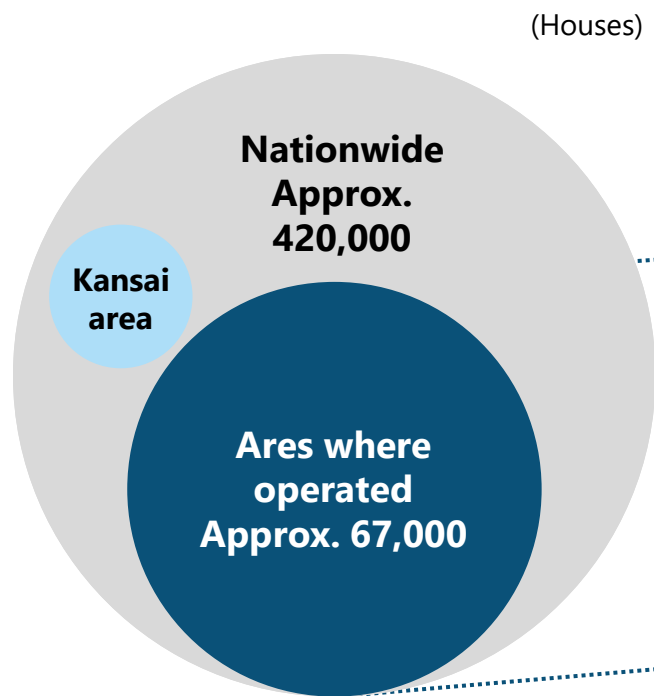 (Houses)
Nationwide
Approx.
420,000
Kansai
area
Ares where
operated
Approx. 67,000